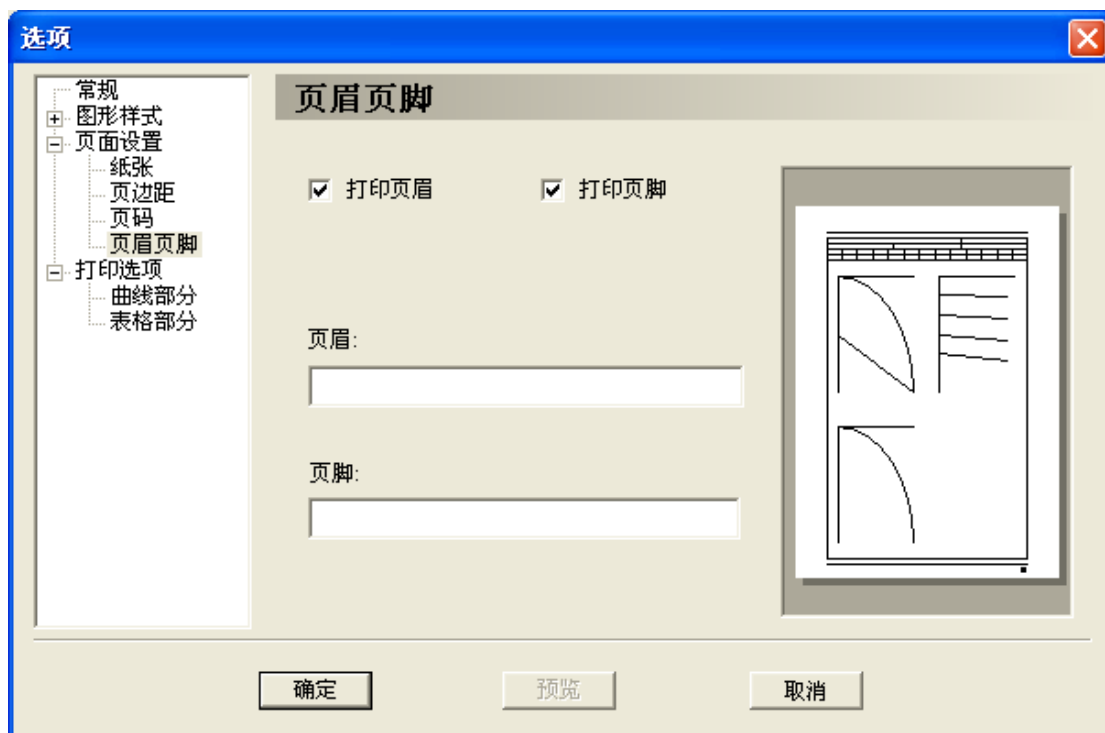 选项
常规
图形样式
页面设置
纸张
页边距
页码
页眉页脚
打印选项
曲线部分
表格部分
页眉页脚
打印页眉 打印页脚
页眉:
页脚:
确定 预览 取消